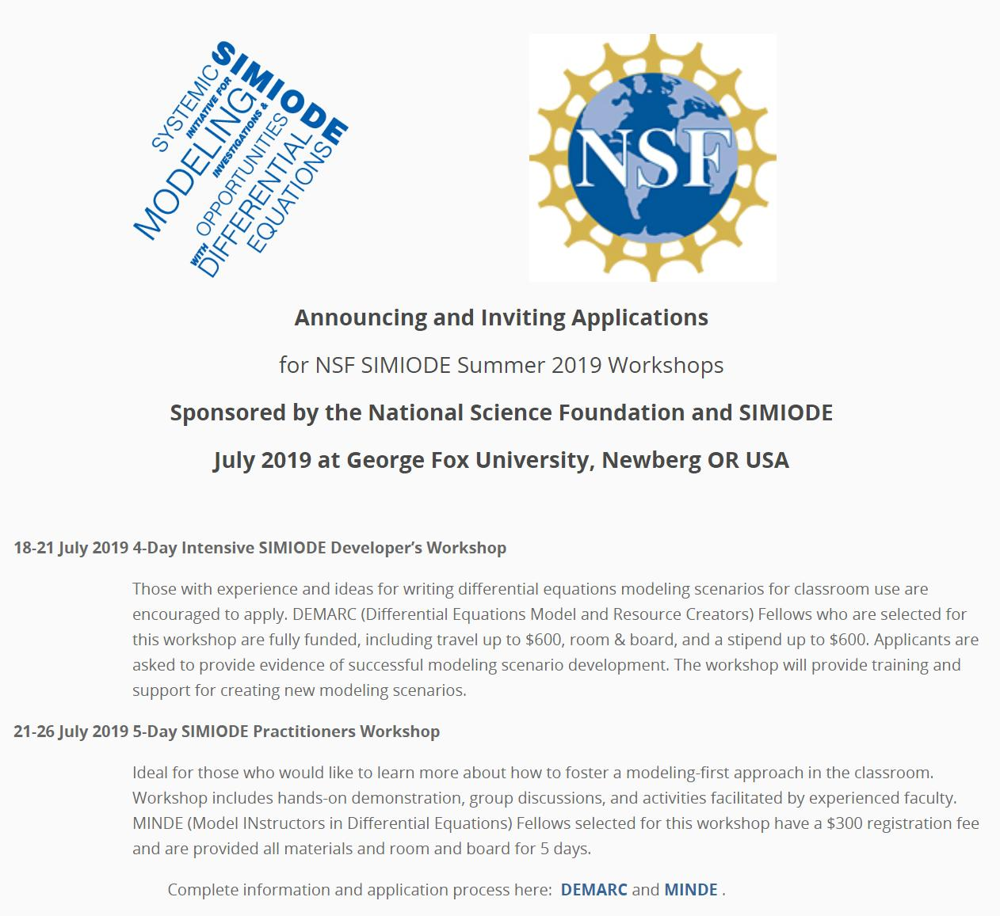 SIMIODE
SYSTEMIC
INITIATIVE FOR
MODELING
INVESTIGATIONS &
OPPORTUNITIES
WITH
DIFFERENTIAL
EQUATIONS
NSF
Announcing and Inviting Applications
for NSF SIMIODE Summer 2019 Workshops
Sponsored by the National Science Foundation and SIMIODE
July 2019 at George Fox University, Newberg OR USA
18-21 July 2019 4-Day Intensive SIMIODE Developer’s Workshop
Those with experience and ideas for writing differential equations modeling scenarios for classroom use are
encouraged to apply. DEMARC (Differential Equations Model and Resource Creators) Fellows who are selected for
this workshop are fully funded, including travel up to $600, room & board, and a stipend up to $600. Applicants are
asked to provide evidence of successful modeling scenario development. The workshop will provide training and
support for creating new modeling scenarios.
21-26 July 2019 5-Day SIMIODE Practitioners Workshop
Ideal for those who would like to learn more about how to foster a modeling-first approach in the classroom.
Workshop includes hands-on demonstration, group discussions, and activities facilitated by experienced faculty.
MINDE (Model INstructors in Differential Equations) Fellows selected for this workshop have a $300 registration fee
and are provided all materials and room and board for 5 days.
Complete information and application process here:  DEMARC and MINDE .